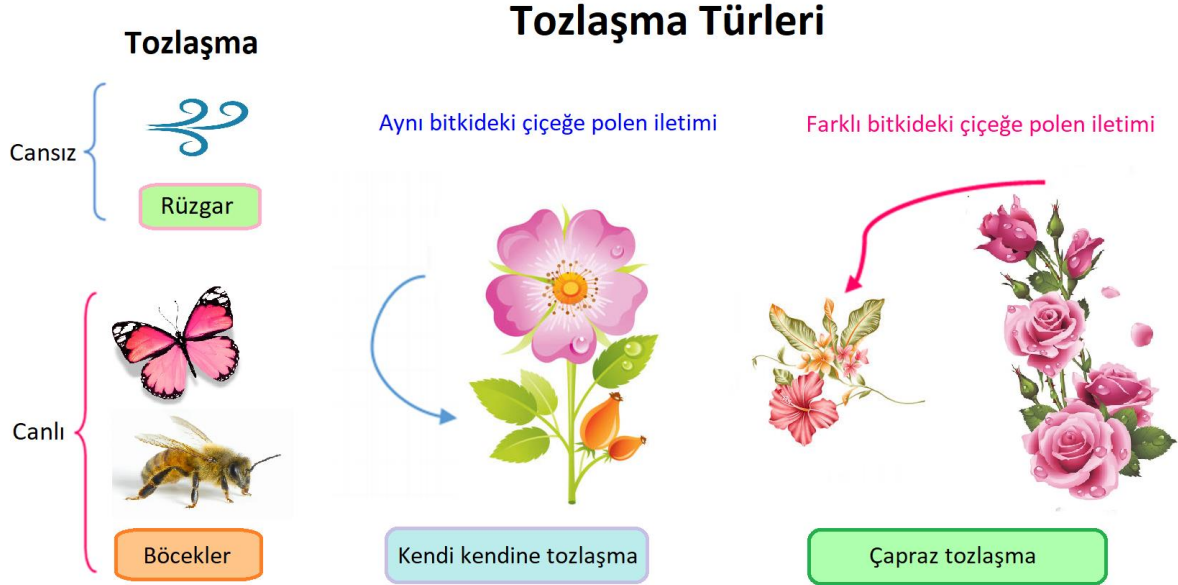 Tozlaşma Türleri
Tozlaşma
Cansız
Rüzgar
Canlı
Böcekler
Aynı bitkideki çiçeğe polen iletimi
Kendi kendine tozlaşma
Farklı bitkideki çiçeğe polen iletimi
Çapraz tozlaşma